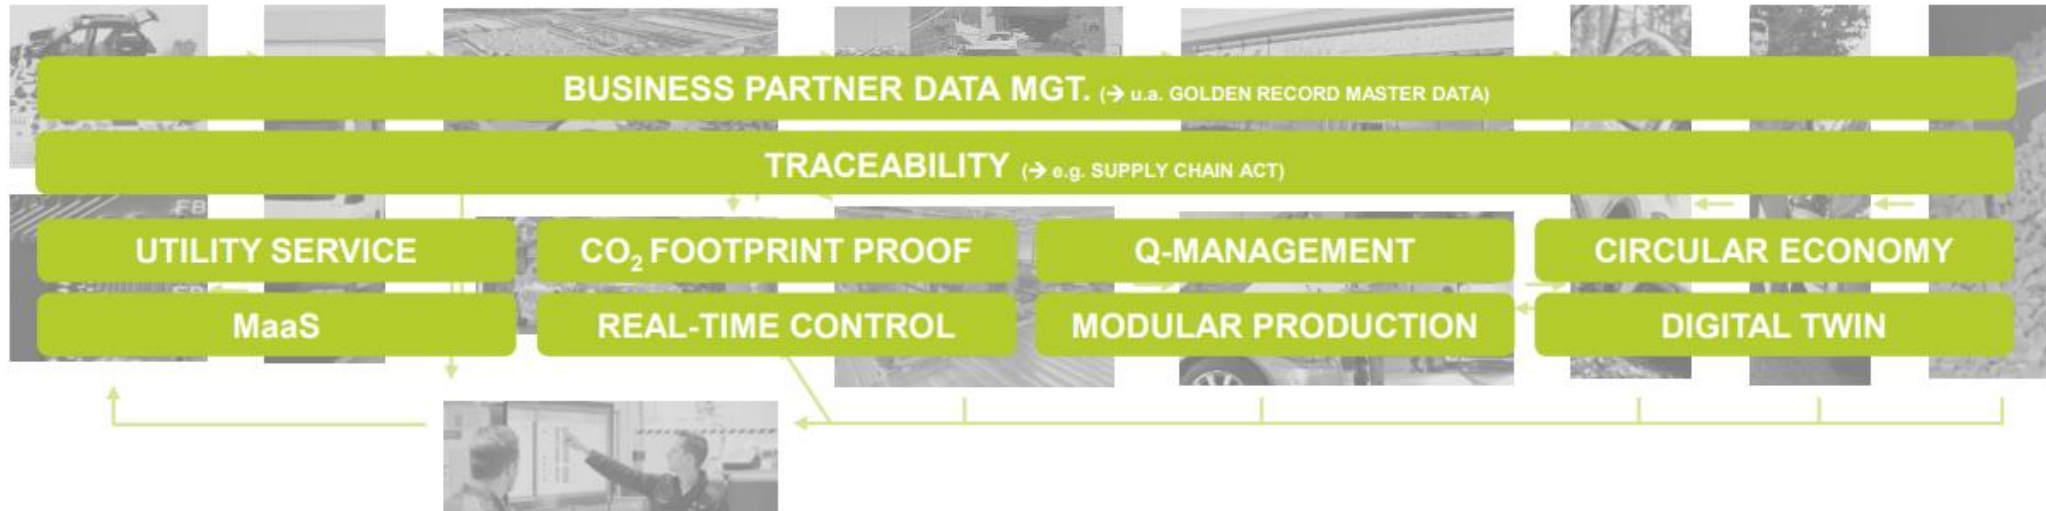 BUSINESS PARTNER DATA MGT. (→ u.a. GOLDEN RECORD MASTER DATA)
TRACEABILITY (→ e.g. SUPPLY CHAIN ACT)
UTILITY SERVICE
CO₂ FOOTPRINT PROOF
Q-MANAGEMENT
CIRCULAR ECONOMY
MaaS
REAL-TIME CONTROL
MODULAR PRODUCTION
DIGITAL TWIN